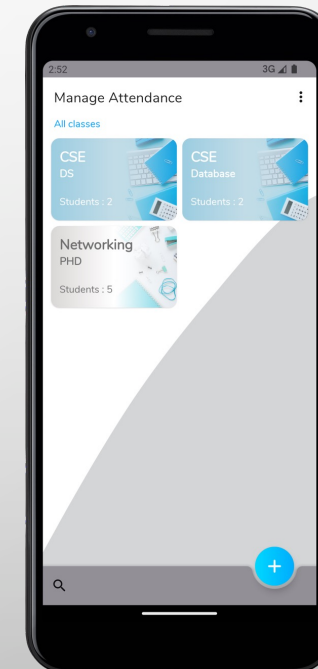 2:52
3G
Manage Attendance
All classes
CSE
DS
Students : 2
CSE
Database
Students : 2
Networking
PHD
Students : 5
+